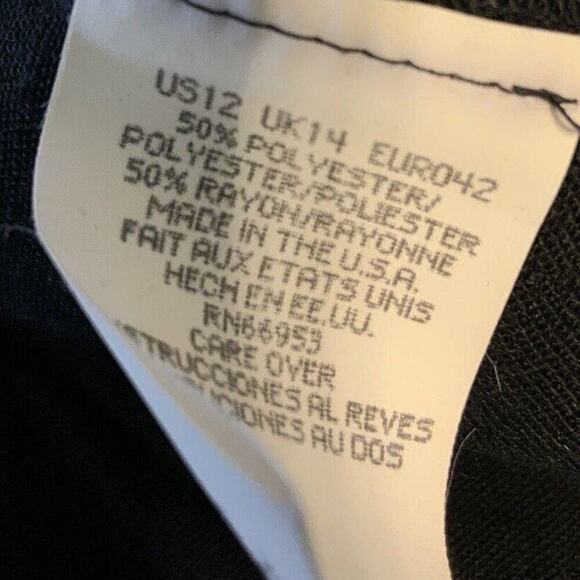 US12 UK14 EURO42
50% POLYESTER/
POLYESTER/POLIESTER
50% RAYON/RAYONNE
MADE IN THE U.S.A.
FAIT AUX ETATS UNIS
HECH EN EE.UU.
RN66953
CARE OVER
STRUCCIONES AL REVES
UCIONES AU DOS